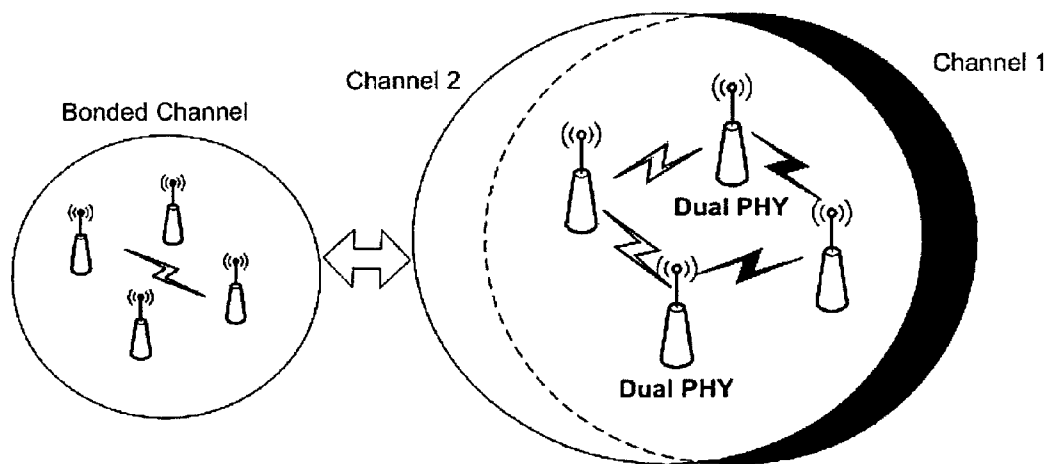 Bonded Channel
Channel 2
Channel 1
Dual PHY
Dual PHY